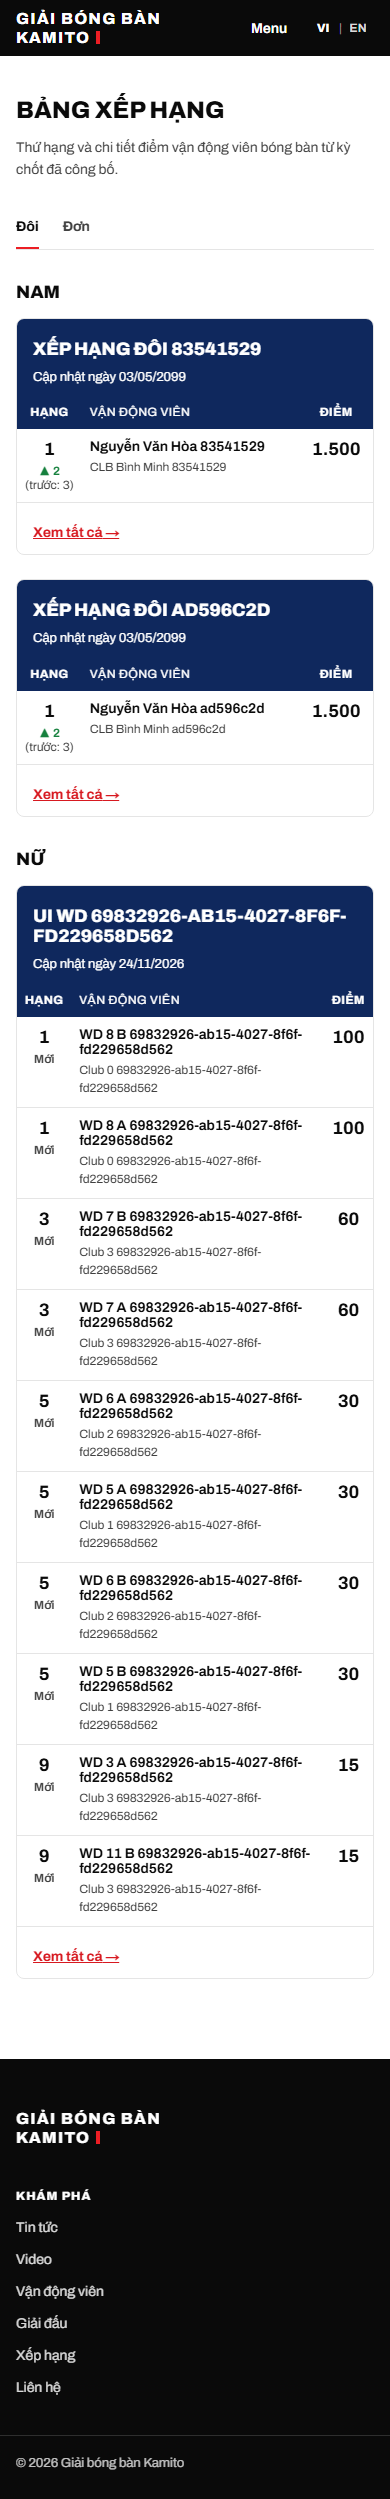 GIẢI BÓNG BÀN
KAMITO
Menu
VI | EN
BẢNG XẾP HẠNG
Thứ hạng và chi tiết điểm vận động viên bóng bàn từ kỳ
chốt đã công bố.
Đôi
Đơn
NAM
XẾP HẠNG ĐÔI 83541529
Cập nhật ngày 03/05/2099
HẠNG
VẬN ĐỘNG VIÊN
ĐIỂM
1
Nguyễn Văn Hòa 83541529
1.500
▲ 2
CLB Bình Minh 83541529
(trước: 3)
Xem tất cả →
XẾP HẠNG ĐÔI AD596C2D
Cập nhật ngày 03/05/2099
HẠNG
VẬN ĐỘNG VIÊN
ĐIỂM
1
Nguyễn Văn Hòa ad596c2d
1.500
▲ 2
CLB Bình Minh ad596c2d
(trước: 3)
Xem tất cả →
NỮ
UI WD 69832926-AB15-4027-8F6F-
FD229658D562
Cập nhật ngày 24/11/2026
HẠNG
VẬN ĐỘNG VIÊN
ĐIỂM
1
Mới
WD 8 B 69832926-ab15-4027-8f6f-
fd229658d562
Club 0 69832926-ab15-4027-8f6f-
fd229658d562
100
1
Mới
WD 8 A 69832926-ab15-4027-8f6f-
fd229658d562
Club 0 69832926-ab15-4027-8f6f-
fd229658d562
100
3
Mới
WD 7 B 69832926-ab15-4027-8f6f-
fd229658d562
Club 3 69832926-ab15-4027-8f6f-
fd229658d562
60
3
Mới
WD 7 A 69832926-ab15-4027-8f6f-
fd229658d562
Club 3 69832926-ab15-4027-8f6f-
fd229658d562
60
5
Mới
WD 6 A 69832926-ab15-4027-8f6f-
fd229658d562
Club 2 69832926-ab15-4027-8f6f-
fd229658d562
30
5
Mới
WD 5 A 69832926-ab15-4027-8f6f-
fd229658d562
Club 1 69832926-ab15-4027-8f6f-
fd229658d562
30
5
Mới
WD 6 B 69832926-ab15-4027-8f6f-
fd229658d562
Club 2 69832926-ab15-4027-8f6f-
fd229658d562
30
5
Mới
WD 5 B 69832926-ab15-4027-8f6f-
fd229658d562
Club 1 69832926-ab15-4027-8f6f-
fd229658d562
30
9
Mới
WD 3 A 69832926-ab15-4027-8f6f-
fd229658d562
Club 3 69832926-ab15-4027-8f6f-
fd229658d562
15
9
Mới
WD 11 B 69832926-ab15-4027-8f6f-
fd229658d562
Club 3 69832926-ab15-4027-8f6f-
fd229658d562
15
Xem tất cả →
GIẢI BÓNG BÀN
KAMITO
KHÁM PHÁ
Tin tức
Video
Vận động viên
Giải đấu
Xếp hạng
Liên hệ
© 2026 Giải bóng bàn Kamito